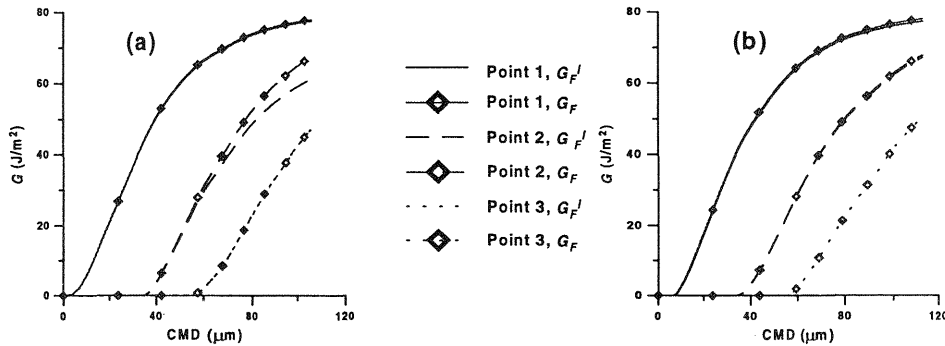 80
(a)
60
G (J/m²)
40
20
0
0 40 80 120
CMD (μm)
Point 1, G_F^I
Point 1, G_F
Point 2, G_F^I
Point 2, G_F
Point 3, G_F^I
Point 3, G_F
80
(b)
60
G (J/m²)
40
20
0
0 40 80 120
CMD (μm)